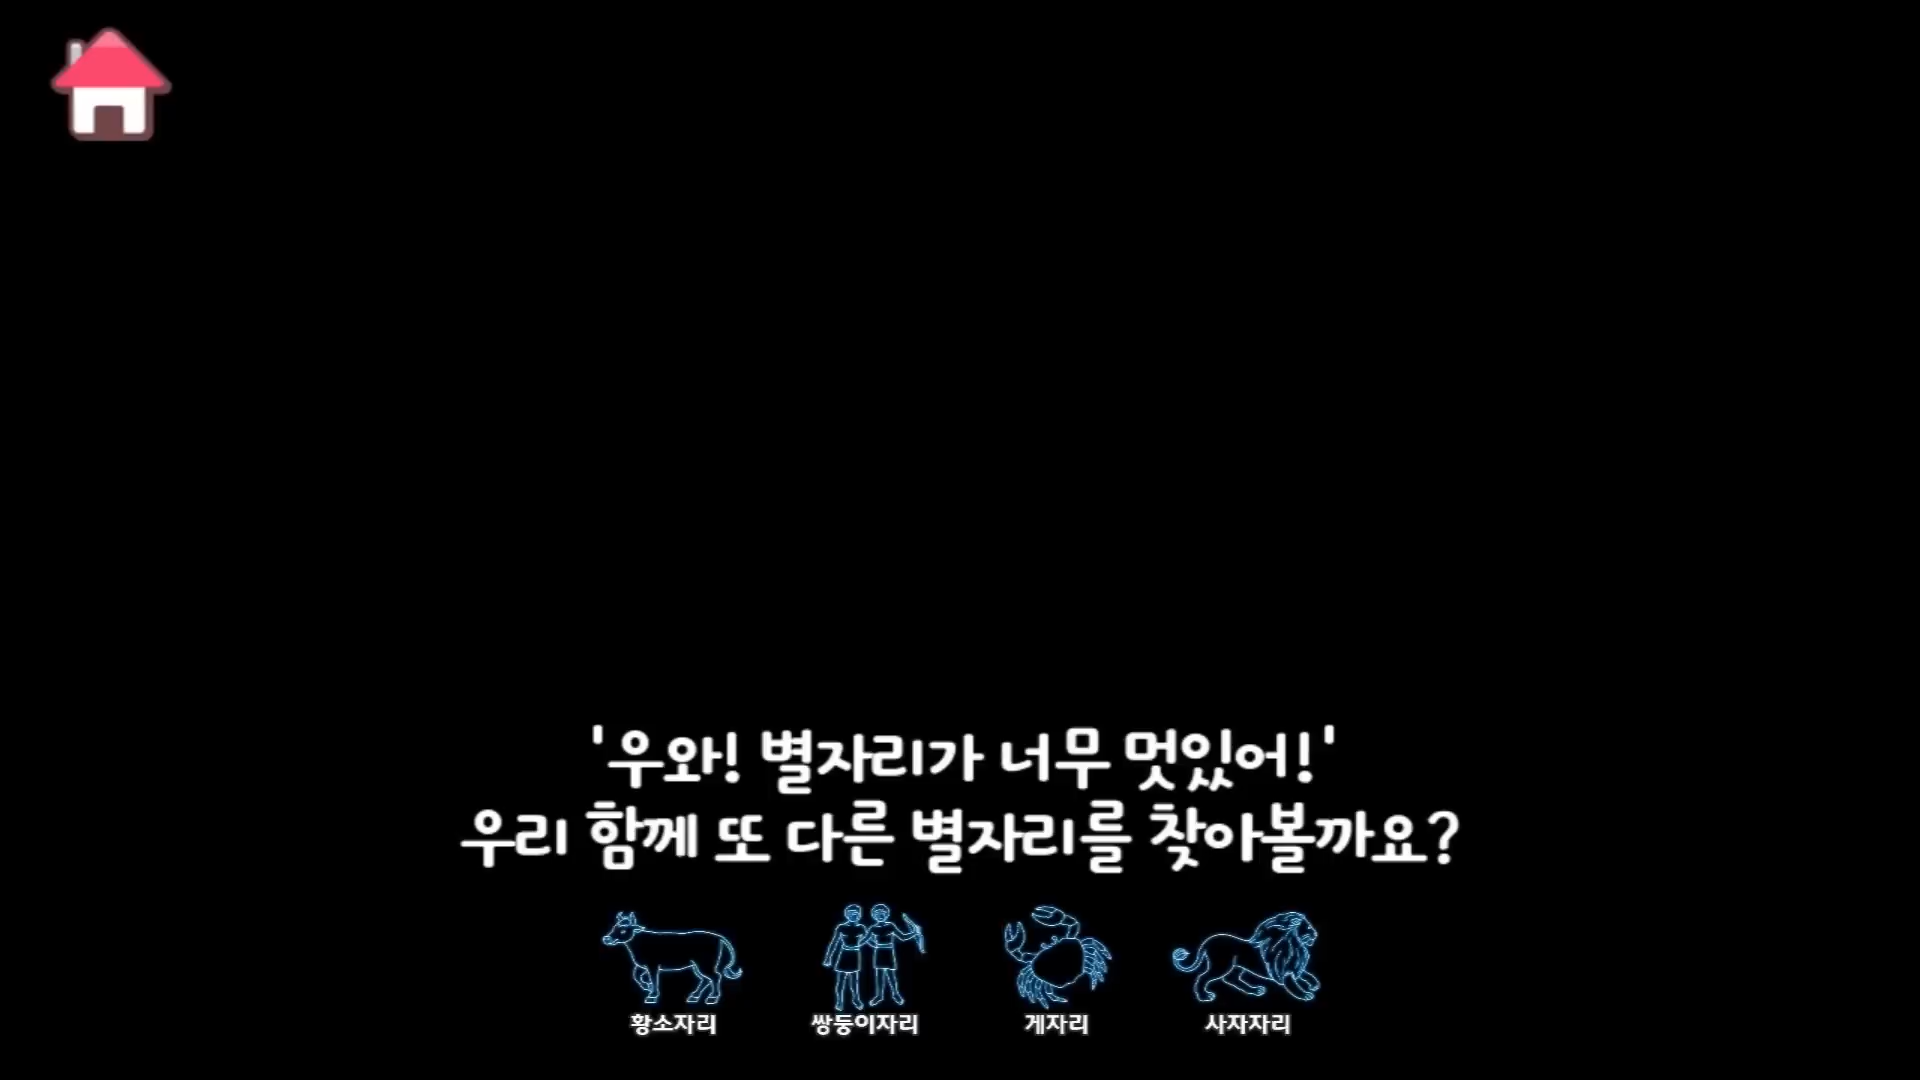 '우와! 별자리가 너무 멋있어!'
우리 함께 또 다른 별자리를 찾아볼까요?
황소자리 쌍둥이자리 게자리 사자자리